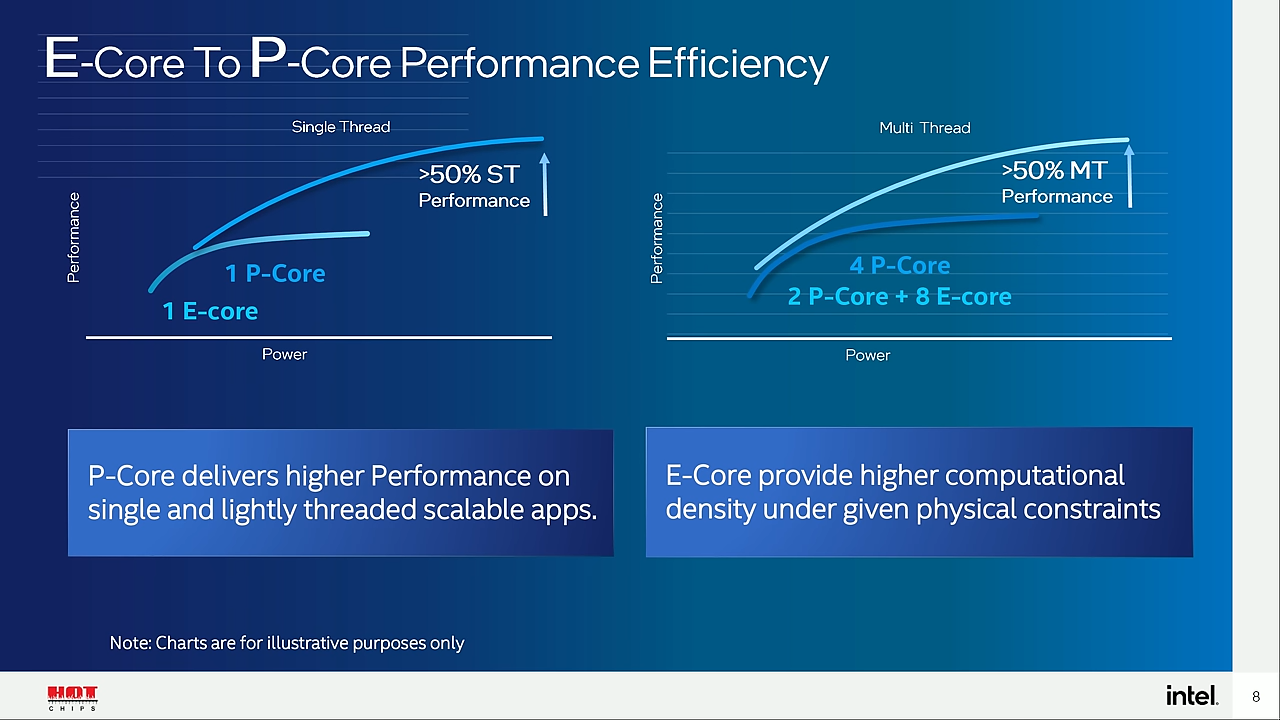 E-Core To P-Core Performance Efficiency
Single Thread
>50% ST
Performance
Performance
1 P-Core
1 E-core
Power
Multi Thread
>50% MT
Performance
Performance
4 P-Core
2 P-Core + 8 E-core
Power
P-Core delivers higher Performance on
single and lightly threaded scalable apps.
E-Core provide higher computational
density under given physical constraints
Note: Charts are for illustrative purposes only
HOT
CHIPS
intel.
8